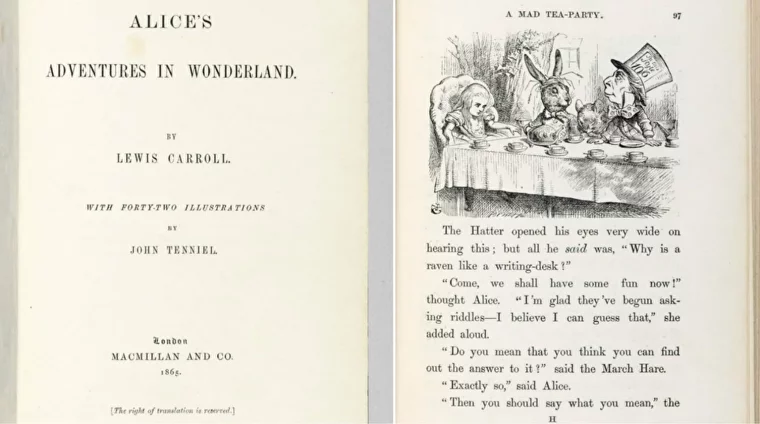 ALICE'S
ADVENTURES IN WONDERLAND.
BY
LEWIS CARROLL.
WITH FORTY-TWO ILLUSTRATIONS
BY
JOHN TENNIEL.
London
MACMILLAN AND CO.
1865.
[The right of translation is reserved.]
A MAD TEA-PARTY. 97
The Hatter opened his eyes very wide on
hearing this; but all he said was, "Why is a
raven like a writing-desk?"
"Come, we shall have some fun now!"
thought Alice. "I'm glad they've begun ask-
ing riddles—I believe I can guess that," she
added aloud.
"Do you mean that you think you can find
out the answer to it?" said the March Hare.
"Exactly so," said Alice.
"Then you should say what you mean," the
H